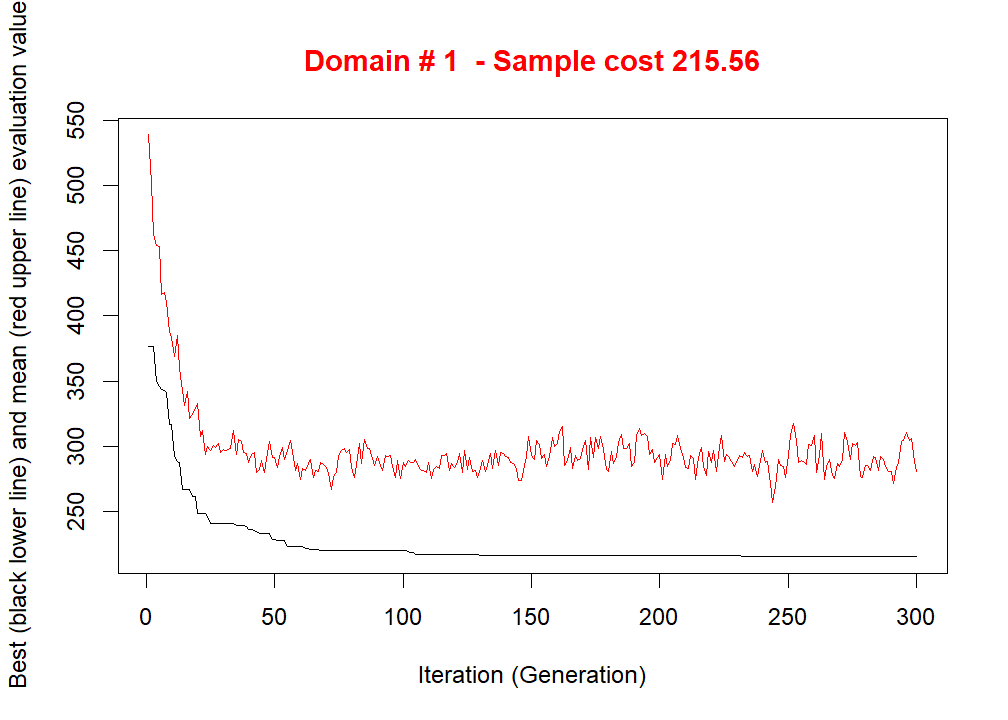 Domain # 1  - Sample cost 215.56
Best (black lower line) and mean (red upper line) evaluation value
550
500
450
400
350
300
250
0 50 100 150 200 250 300
Iteration (Generation)